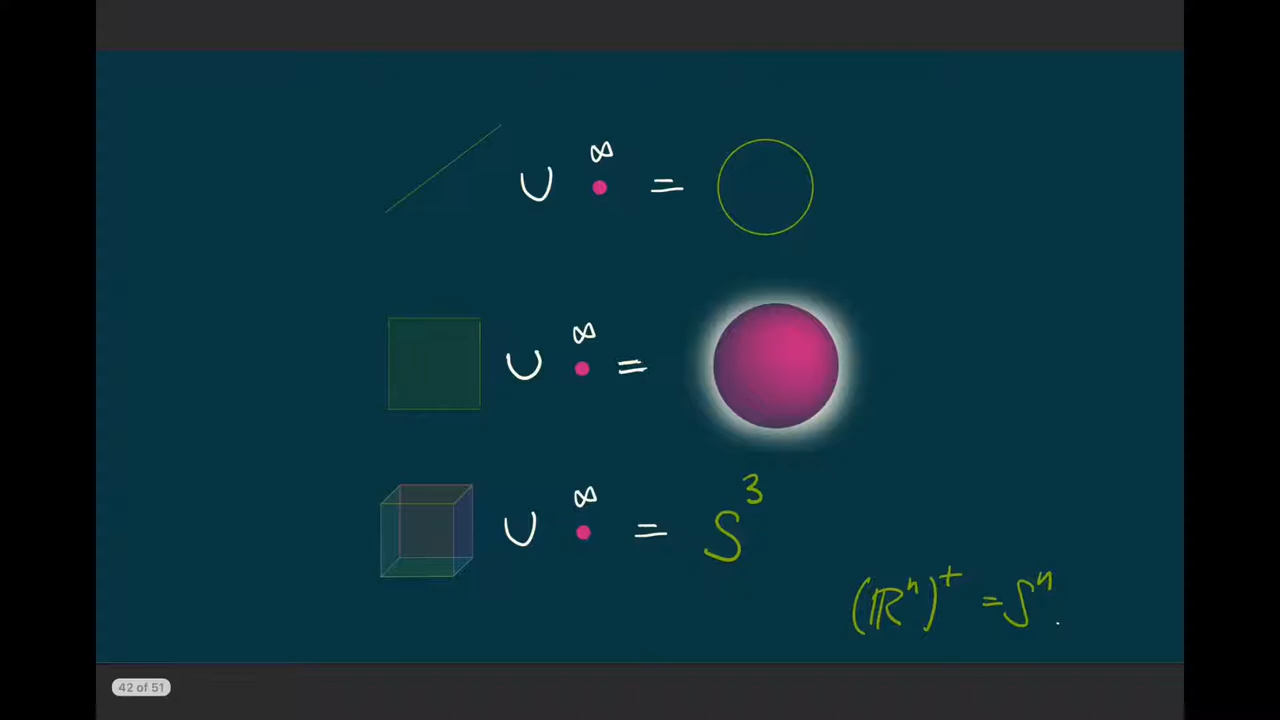 ∪ ∞ =
∪ ∞ =
∪ ∞ = S³
(ℝⁿ)⁺ = Sⁿ.
42 of 51